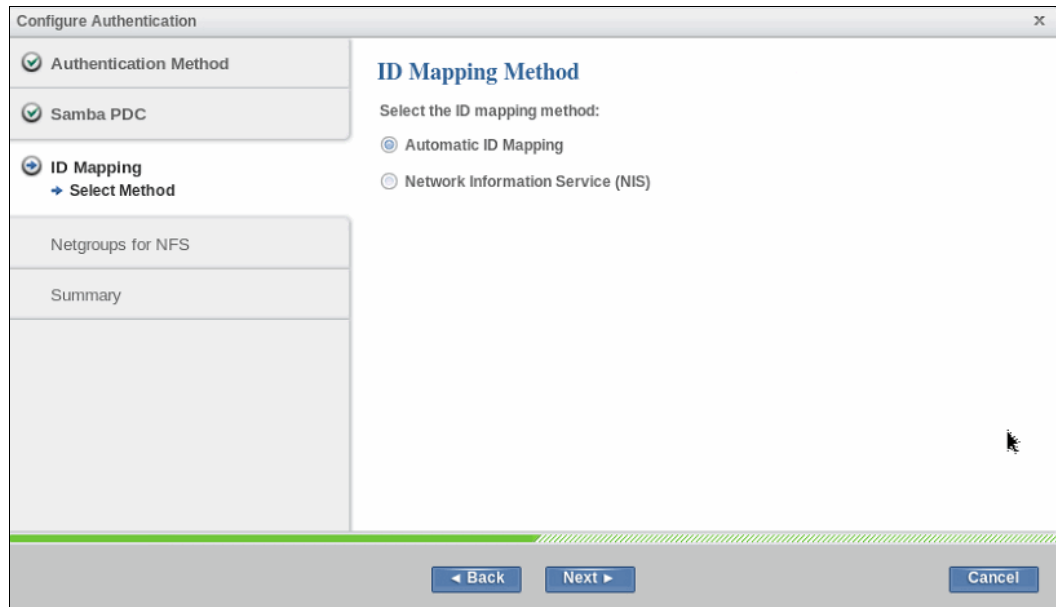 Configure Authentication
x
Authentication Method
Samba PDC
ID Mapping
Select Method
Netgroups for NFS
Summary
ID Mapping Method
Select the ID mapping method:
Automatic ID Mapping
Network Information Service (NIS)
Back
Next
Cancel